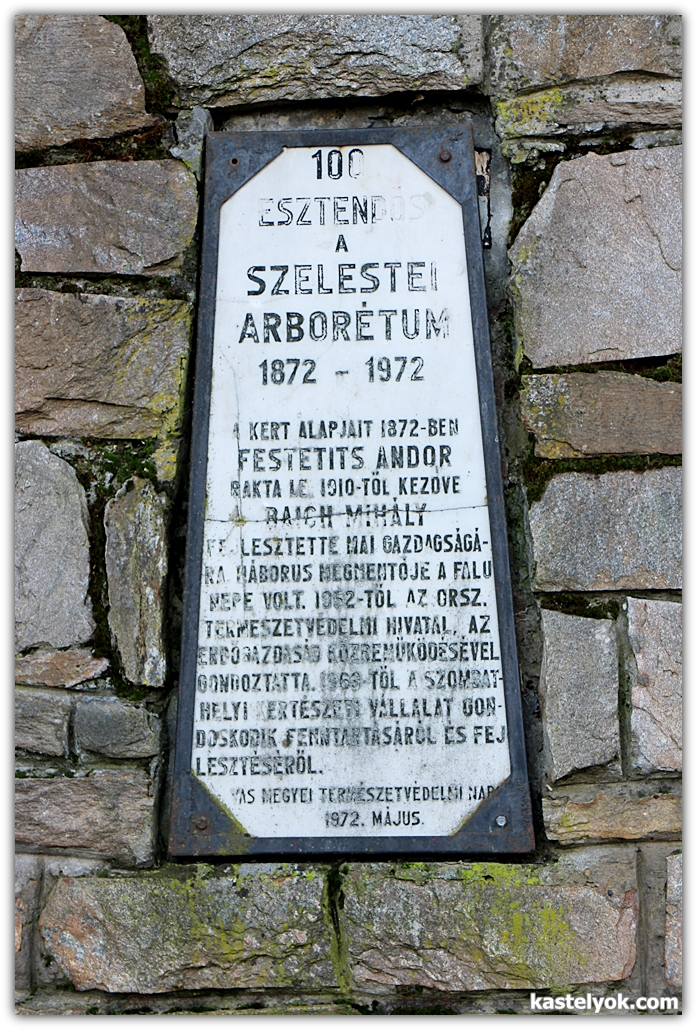 100
ESZTENDŐS
A
SZELESTEI
ARBORÉTUM
1872 - 1972
A KERT ALAPJAIT 1872-BEN
FESTETITS ANDOR
RAKTA LE. 1910-TŐL KEZDVE
BAICH MIHÁLY
FEJLESZTETTE MAI GAZDAGSÁGÁ-
RA. HÁBORUS MEGMENTŐJE A FALU
NÉPE VOLT. 1952-TŐL AZ ORSZ.
TERMÉSZETVÉDELMI HIVATAL, AZ
ERDŐGAZDASÁG KÖZREMŰKÖDÉSÉVEL
GONDOZTATTA. 1963-TÓL A SZOMBAT-
HELYI KERTÉSZETI VÁLLALAT GON-
DOSKODIK FENNTARTÁSÁRÓL ÉS FEJ
LESZTÉSÉRŐL.
VAS MEGYEI TERMÉSZETVÉDELMI NAP
1972. MÁJUS.
kastelyok.com